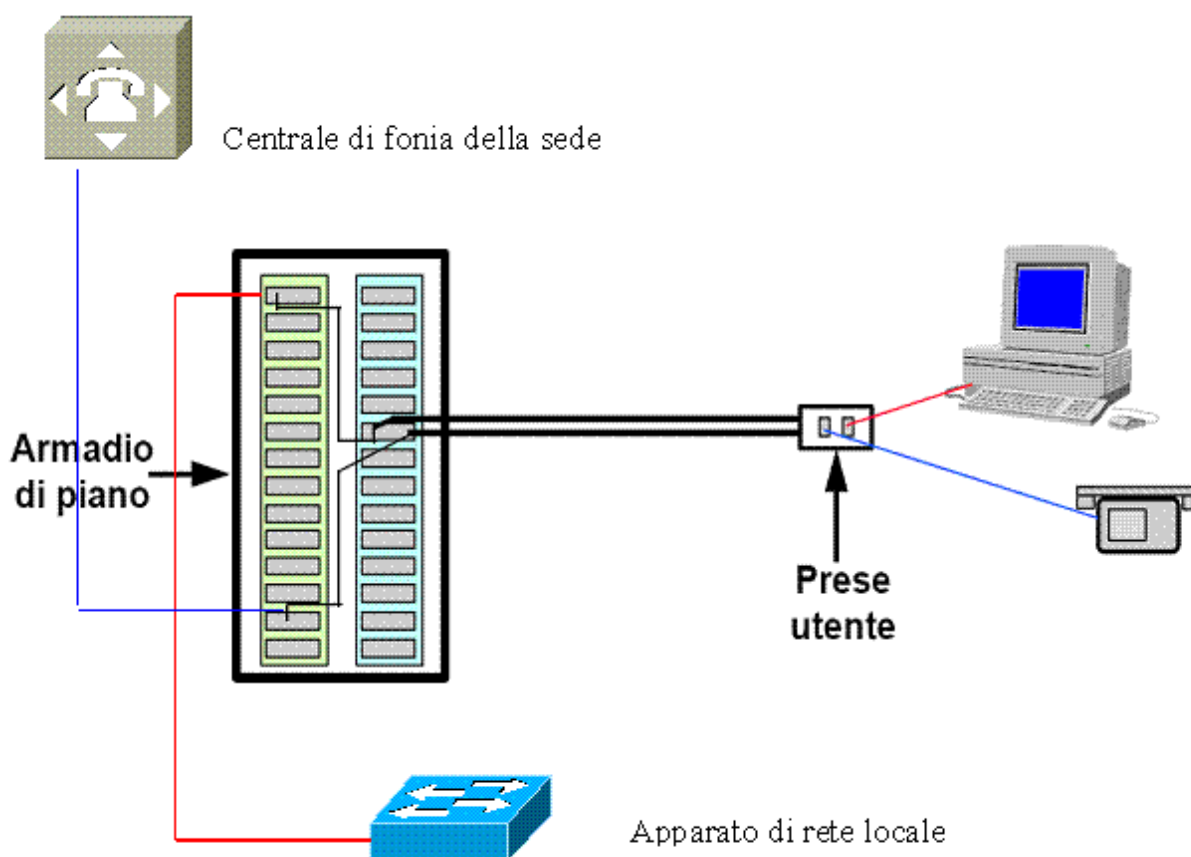 Centrale di fonia della sede
Armadio
di piano
Prese
utente
Apparato di rete locale